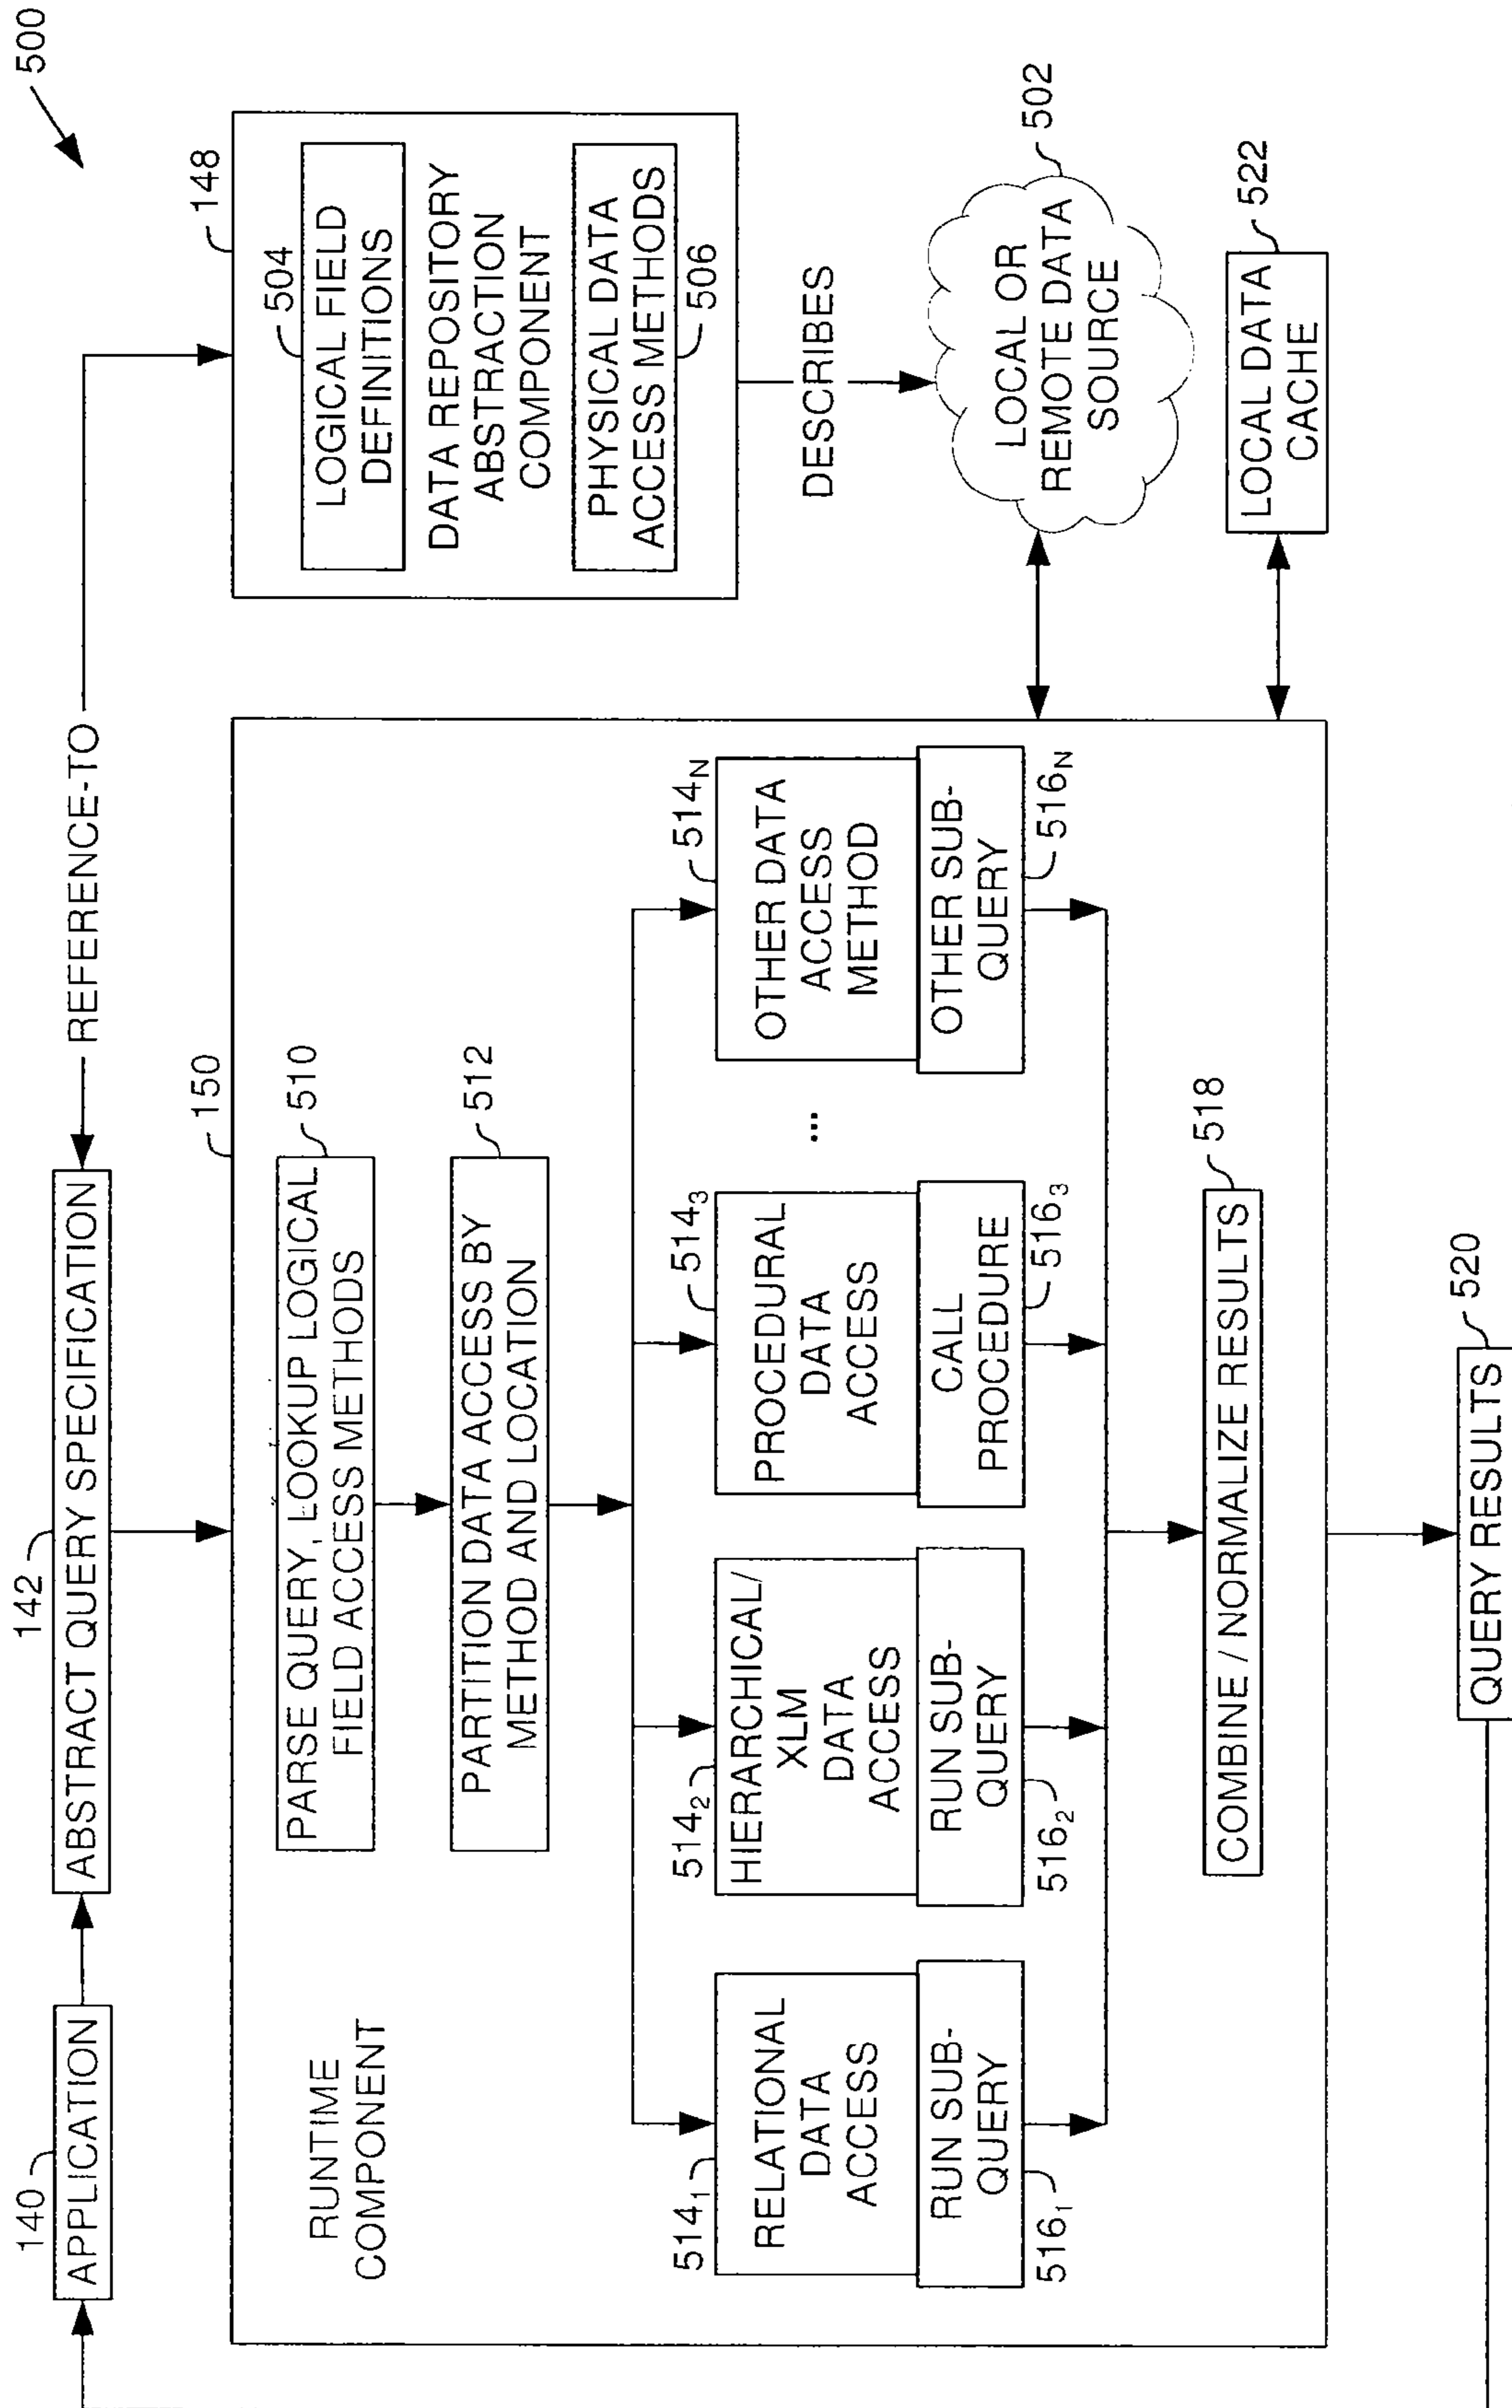 500
140
APPLICATION
142
ABSTRACT QUERY SPECIFICATION
REFERENCE-TO
148
504
LOGICAL FIELD
DEFINITIONS
DATA REPOSITORY
ABSTRACTION
COMPONENT
PHYSICAL DATA
ACCESS METHODS
506
DESCRIBES
502
LOCAL OR
REMOTE DATA
SOURCE
522
LOCAL DATA
CACHE
150
RUNTIME
COMPONENT
510
PARSE QUERY, LOOKUP LOGICAL
FIELD ACCESS METHODS
512
PARTITION DATA ACCESS BY
METHOD AND LOCATION
514₁
RELATIONAL
DATA
ACCESS
RUN SUB-
QUERY
516₁
514₂
HIERARCHICAL/
XLM
DATA
ACCESS
RUN SUB-
QUERY
516₂
514₃
PROCEDURAL
DATA
ACCESS
CALL
PROCEDURE
516₃
...
514N
OTHER DATA
ACCESS
METHOD
OTHER SUB-
QUERY
516N
518
COMBINE / NORMALIZE RESULTS
520
QUERY RESULTS